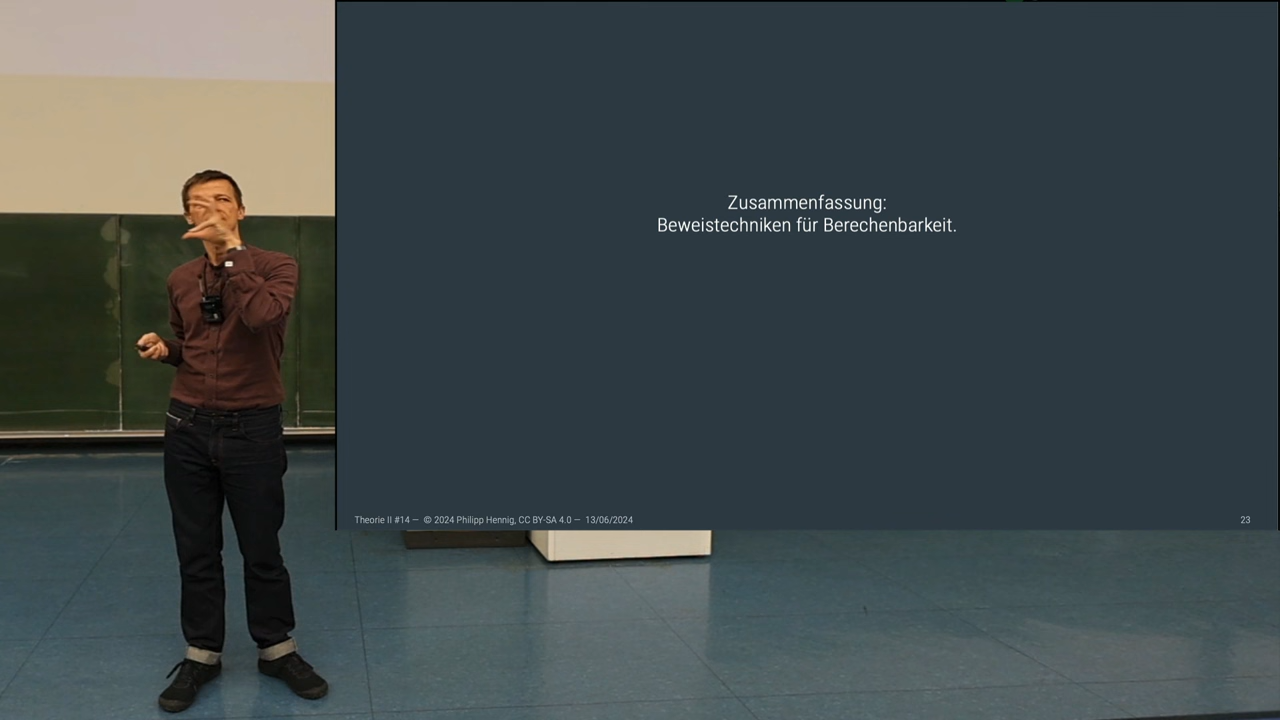 Zusammenfassung:
Beweistechniken für Berechenbarkeit.
Theorie II #14 — © 2024 Philipp Hennig, CC BY-SA 4.0 — 13/06/2024
23